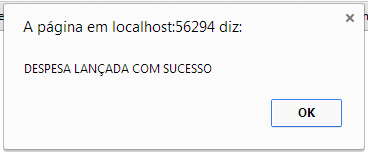 A página em localhost:56294 diz:
DESPESA LANÇADA COM SUCESSO
OK